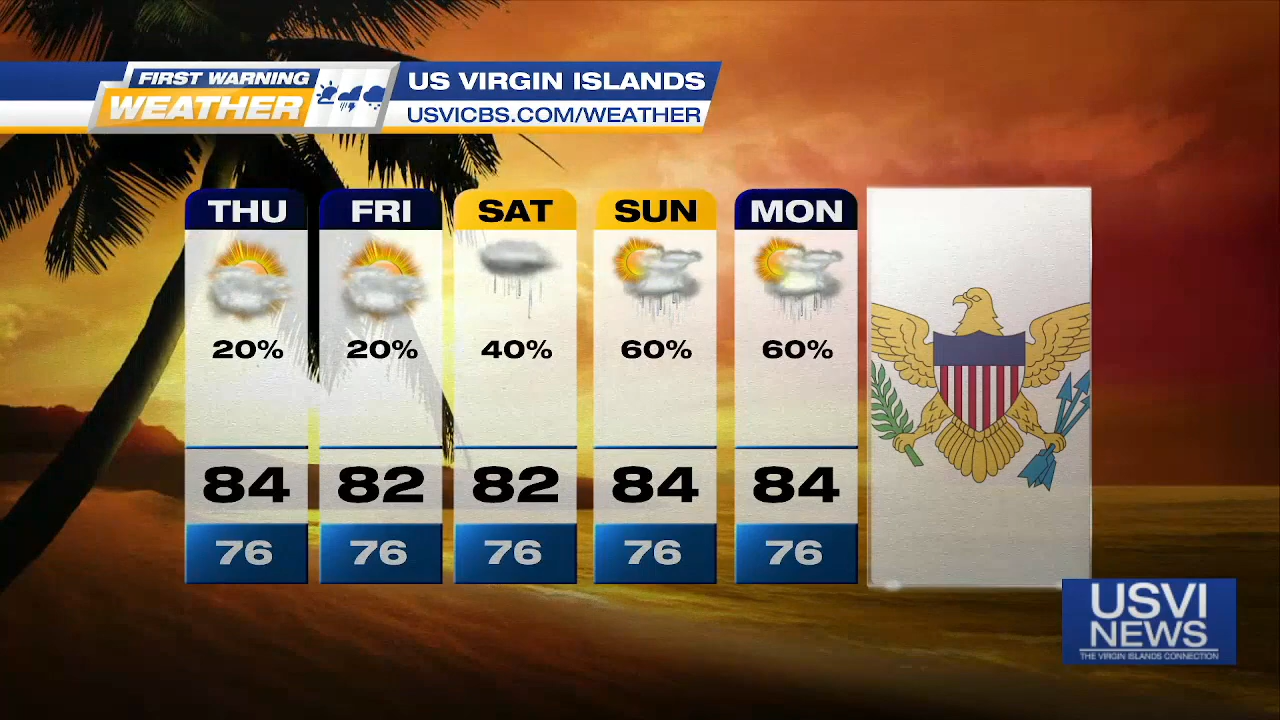 FIRST WARNING
WEATHER
US VIRGIN ISLANDS
USVICBS.COM/WEATHER
THU FRI SAT SUN MON
20% 20% 40% 60% 60%
84 82 82 84 84
76 76 76 76 76
USVI
NEWS
THE VIRGIN ISLANDS CONNECTION